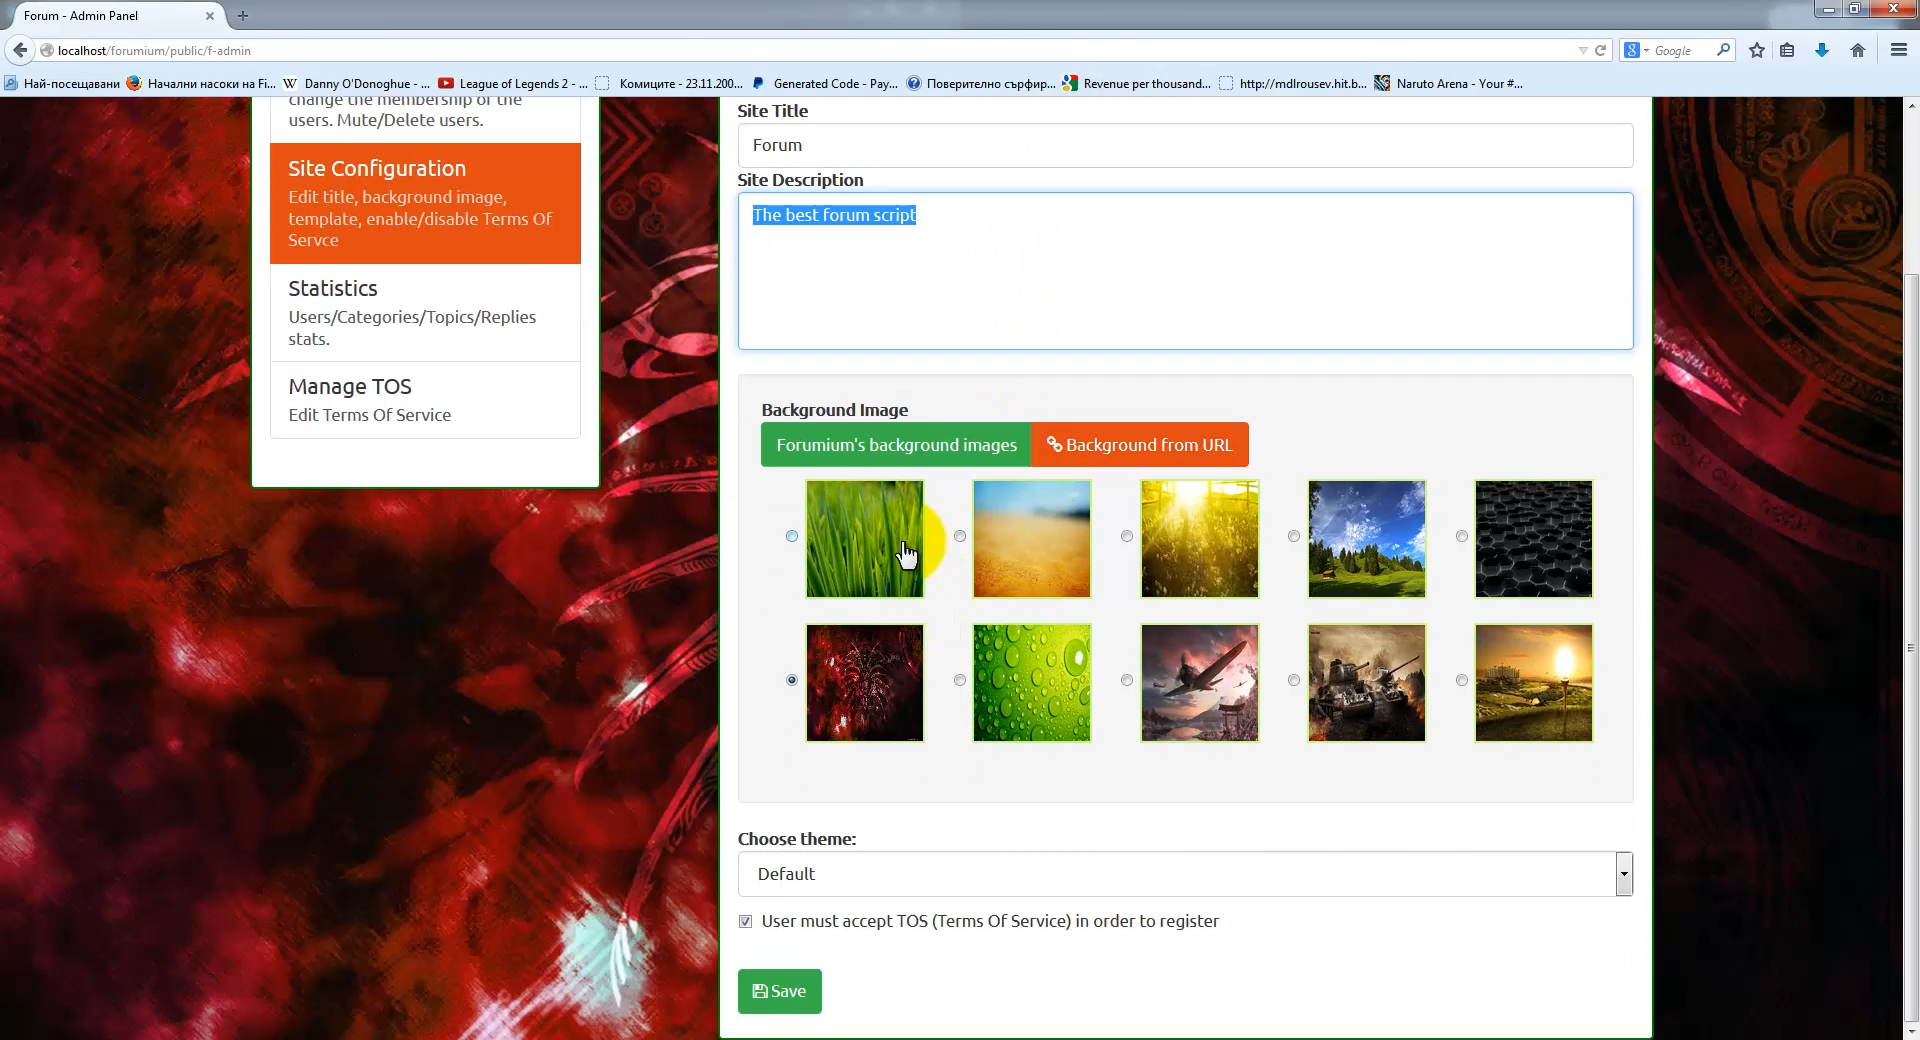 Forum - Admin Panel
localhost/forumium/public/f-admin
Google
Най-посещавани
Начални насоки на Fi...
Danny O'Donoghue - ...
League of Legends 2 - ...
Комиците - 23.11.200...
Generated Code - Pay...
Поверително сърфир...
Revenue per thousand...
http://mdlrousev.hit.b...
Naruto Arena - Your #...
change the membership of the
users. Mute/Delete users.
Site Configuration
Edit title, background image,
template, enable/disable Terms Of
Servce
Statistics
Users/Categories/Topics/Replies
stats.
Manage TOS
Edit Terms Of Service
Site Title
Forum
Site Description
The best forum script
Background Image
Forumium's background images
Background from URL
Choose theme:
Default
User must accept TOS (Terms Of Service) in order to register
Save